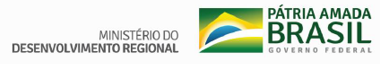 MINISTÉRIO DO
DESENVOLVIMENTO REGIONAL
PÁTRIA AMADA
BRASIL
GOVERNO FEDERAL